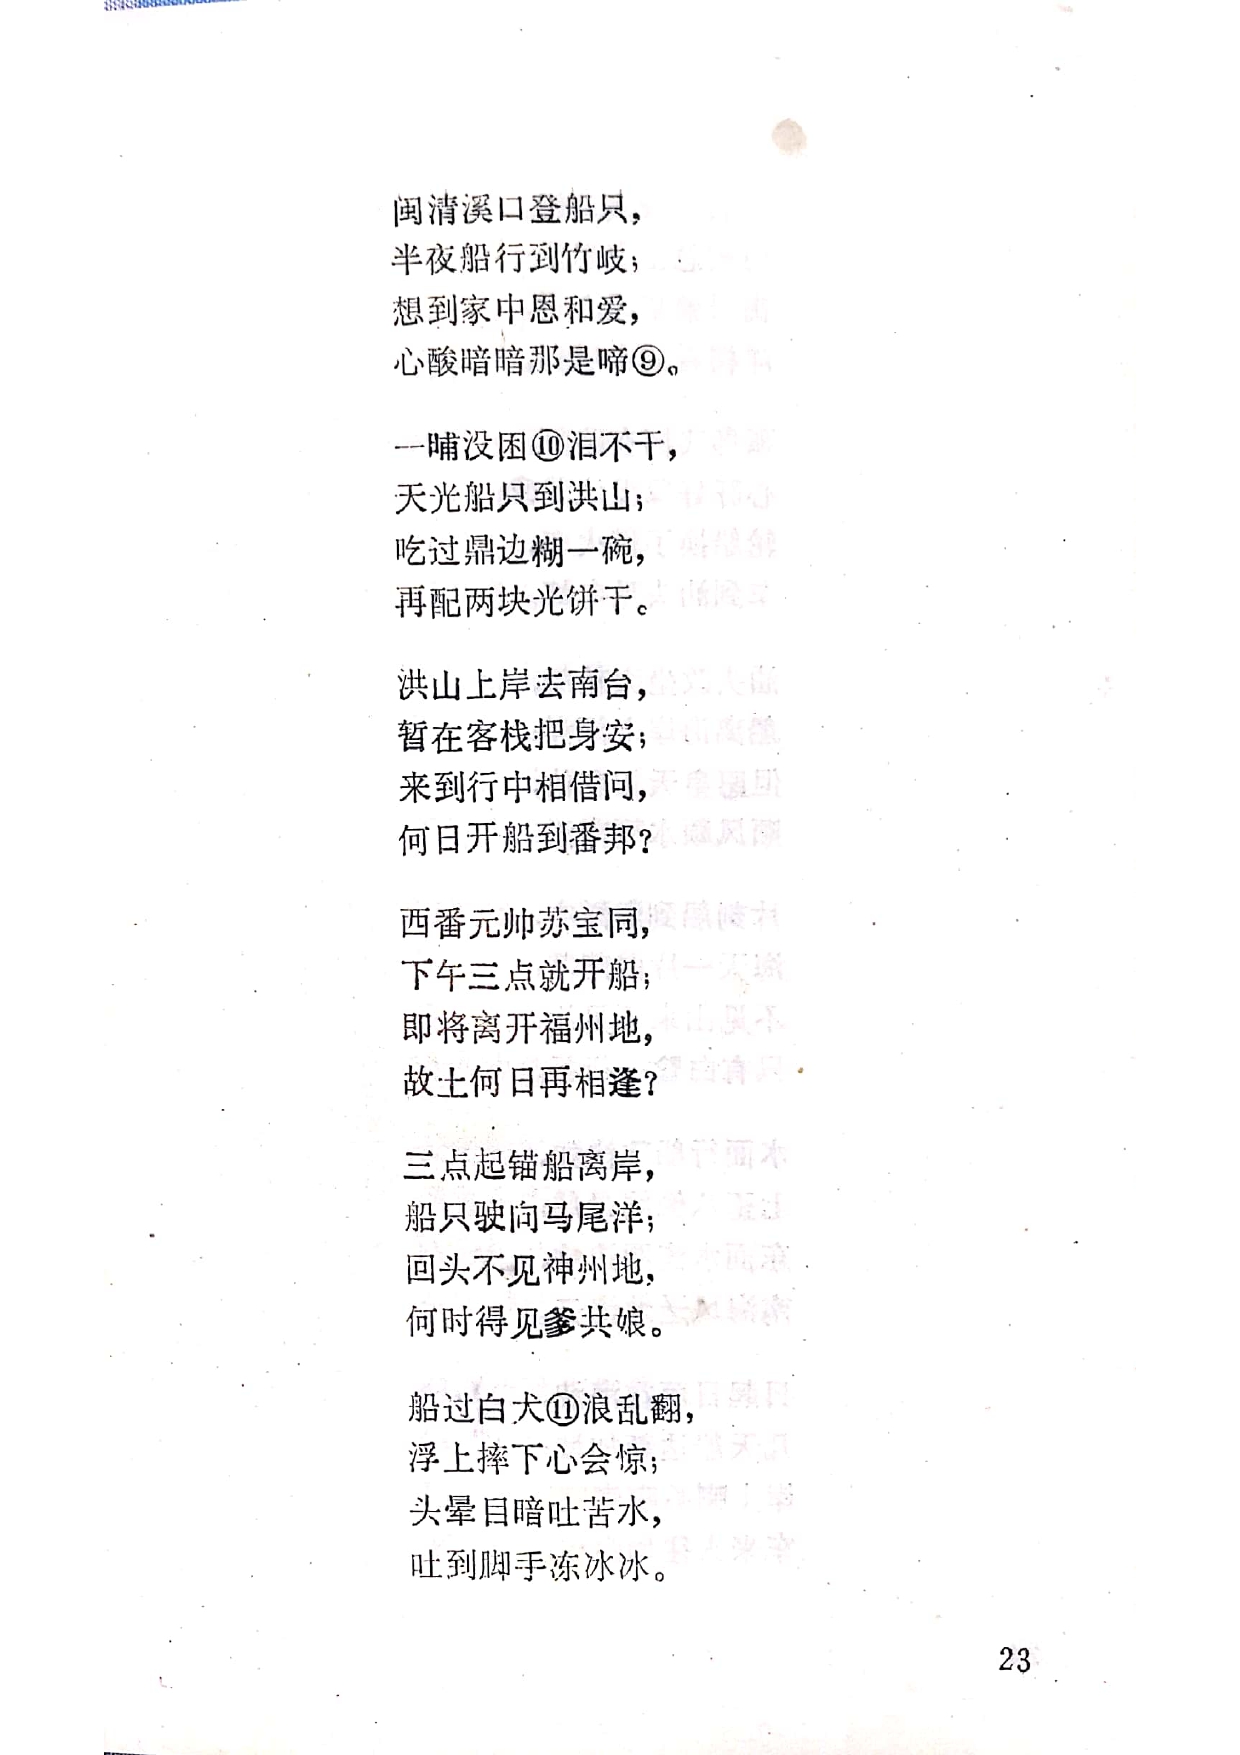 闽清溪口登船只，
半夜船行到竹岐；
想到家中恩和爱，
心酸暗暗那是啼⑨。
一晡没困⑩泪不干，
天光船只到洪山；
吃过鼎边糊一碗，
再配两块光饼干。
洪山上岸去南台，
暂在客栈把身安；
来到行中相借问，
何日开船到番邦？
西番元帅苏宝同，
下午三点就开船；
即将离开福州地，
故土何日再相逢？
三点起锚船离岸，
船只驶向马尾洋；
回头不见神州地，
何时得见爹共娘。
船过白犬⑪浪乱翻，
浮上摔下心会惊；
头晕目暗吐苦水，
吐到脚手冻冰冰。
23